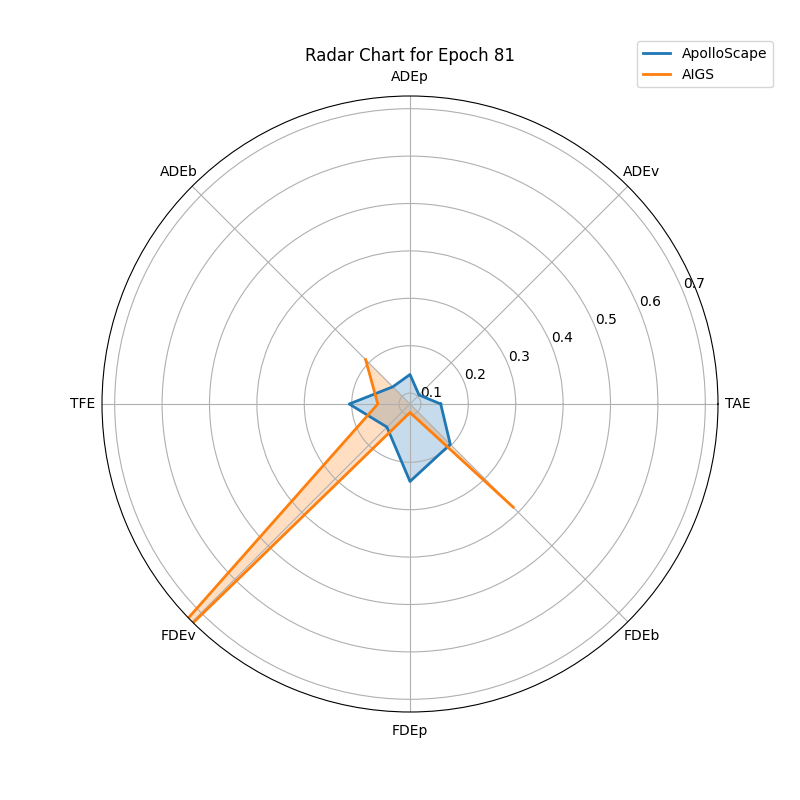 Radar Chart for Epoch 81
ApolloScape
AIGS
ADEp
ADEb
ADEv
0.7
0.6
0.5
0.4
0.3
0.2
0.1
TFE
TAE
FDEv
FDEb
FDEp